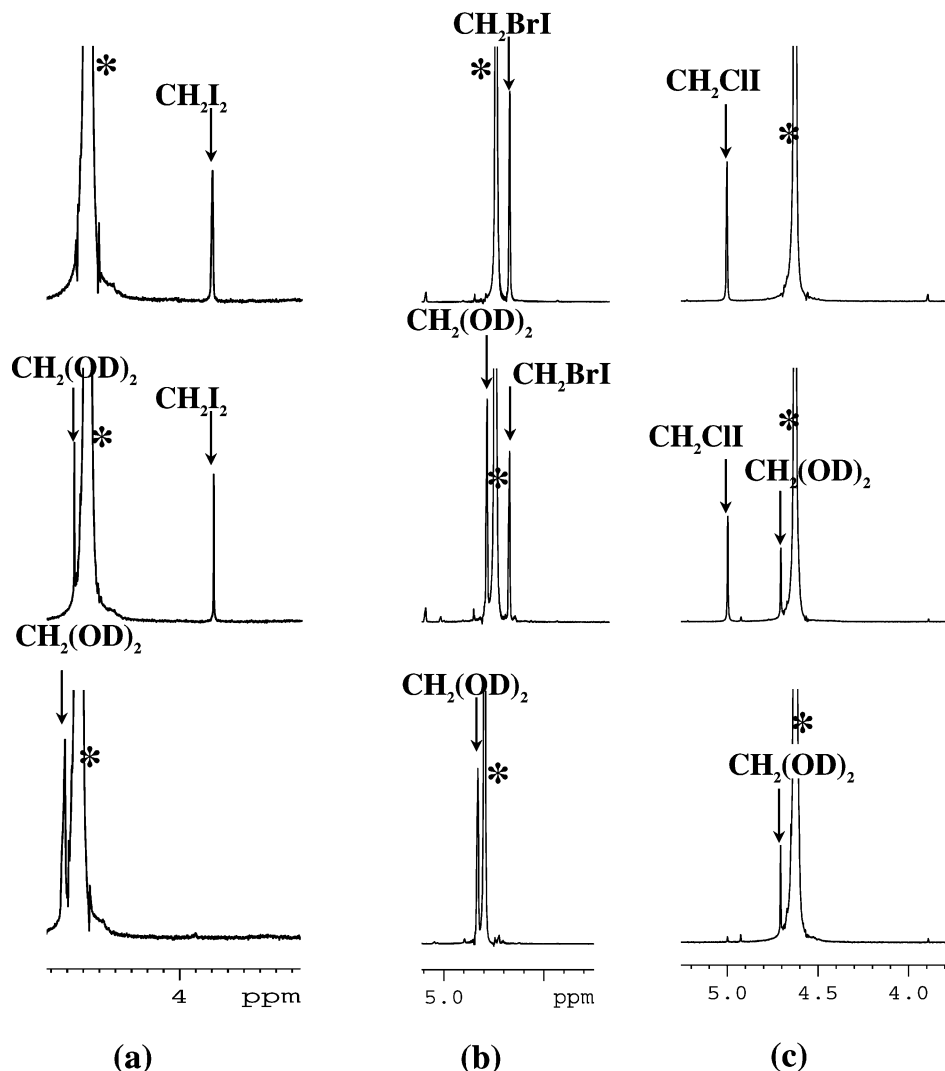 CH2BrI
*
*
CH2ClI
CH2I2
*
CH2(OD)2
CH2(OD)2
CH2BrI
CH2I2
*
*
CH2ClI
CH2(OD)2
*
CH2(OD)2
CH2(OD)2
*
CH2(OD)2
*
*
4 ppm
5.0 ppm
5.0 4.5 4.0
(a) (b) (c)